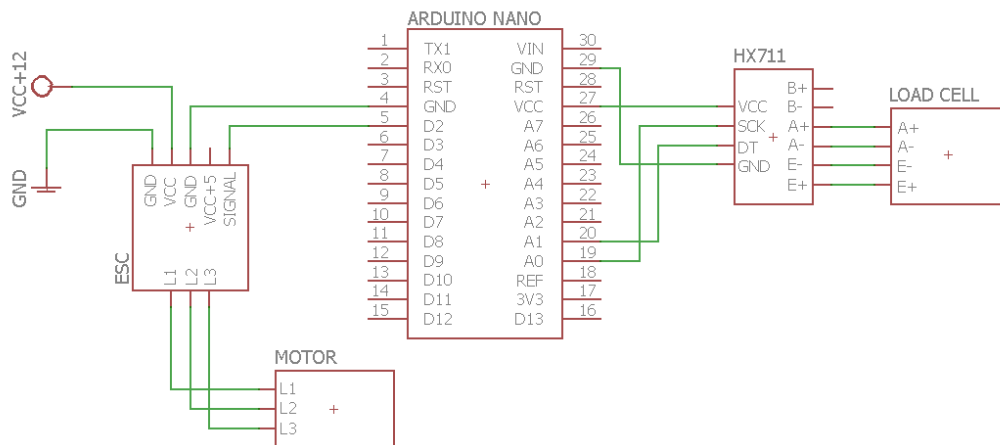 ARDUINO NANO
1 TX1 VIN 30
2 RX0 GND 29
3 RST RST 28
4 GND VCC 27
5 D2 A7 26
6 D3 A6 25
7 D4 A5 24
8 D5 A4 23
9 D6 A3 22
10 D7 A2 21
11 D8 A1 20
12 D9 A0 19
13 D10 REF 18
14 D11 3V3 17
15 D12 D13 16
VCC+12
GND
ESC
GND
VCC
GND
VCC+5
SIGNAL
L1
L2
L3
MOTOR
L1
L2
L3
HX711
VCC
SCK
DT
GND
B+
B-
A+
A-
E-
E+
LOAD CELL
A+
A-
E-
E+